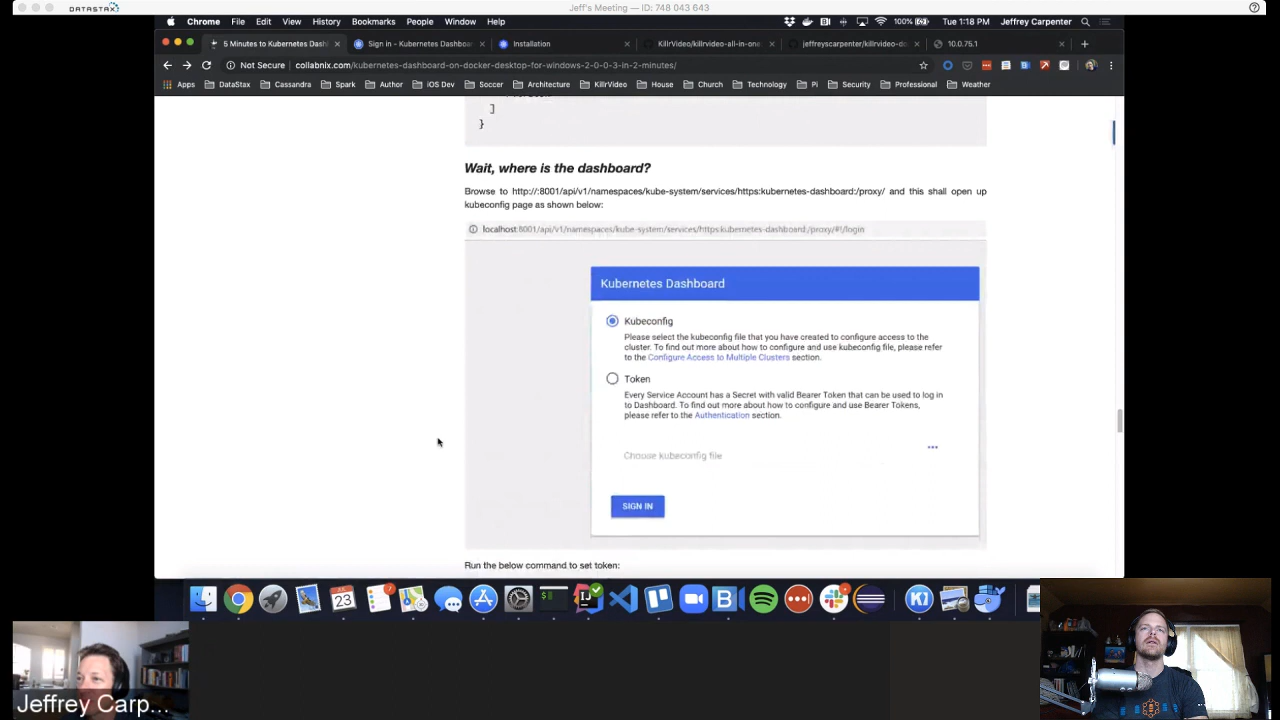 DATASTAX
Jeff's Meeting — ID: 748 043 643
Chrome File Edit View History Bookmarks People Window Help
100% Tue 1:18 PM Jeffrey Carpenter
5 Minutes to Kubernetes Dash
Sign in - Kubernetes Dashboar
Installation
KillrVideo/killrvideo-all-in-one
jeffreyscarpenter/killrvideo-do
10.0.75.1
Not Secure collabnix.com/kubernetes-dashboard-on-docker-desktop-for-windows-2-0-0-3-in-2-minutes/
Apps DataStax Cassandra Spark Author iOS Dev Soccer Architecture KillrVideo House Church Technology Pi Security Professional Weather
]
}
Wait, where is the dashboard?
Browse to http://:8001/api/v1/namespaces/kube-system/services/https:kubernetes-dashboard:/proxy/ and this shall open up
kubeconfig page as shown below:
localhost:8001/api/v1/namespaces/kube-system/services/https:kubernetes-dashboard:/proxy/#!/login
Kubernetes Dashboard
Kubeconfig
Please select the kubeconfig file that you have created to configure access to the
cluster. To find out more about how to configure and use kubeconfig file, please refer
to the Configure Access to Multiple Clusters section.
Token
Every Service Account has a Secret with valid Bearer Token that can be used to log in
to Dashboard. To find out more about how to configure and use Bearer Tokens,
please refer to the Authentication section.
Choose kubeconfig file
SIGN IN
Run the below command to set token:
JUL
23
7
Jeffrey Carp...